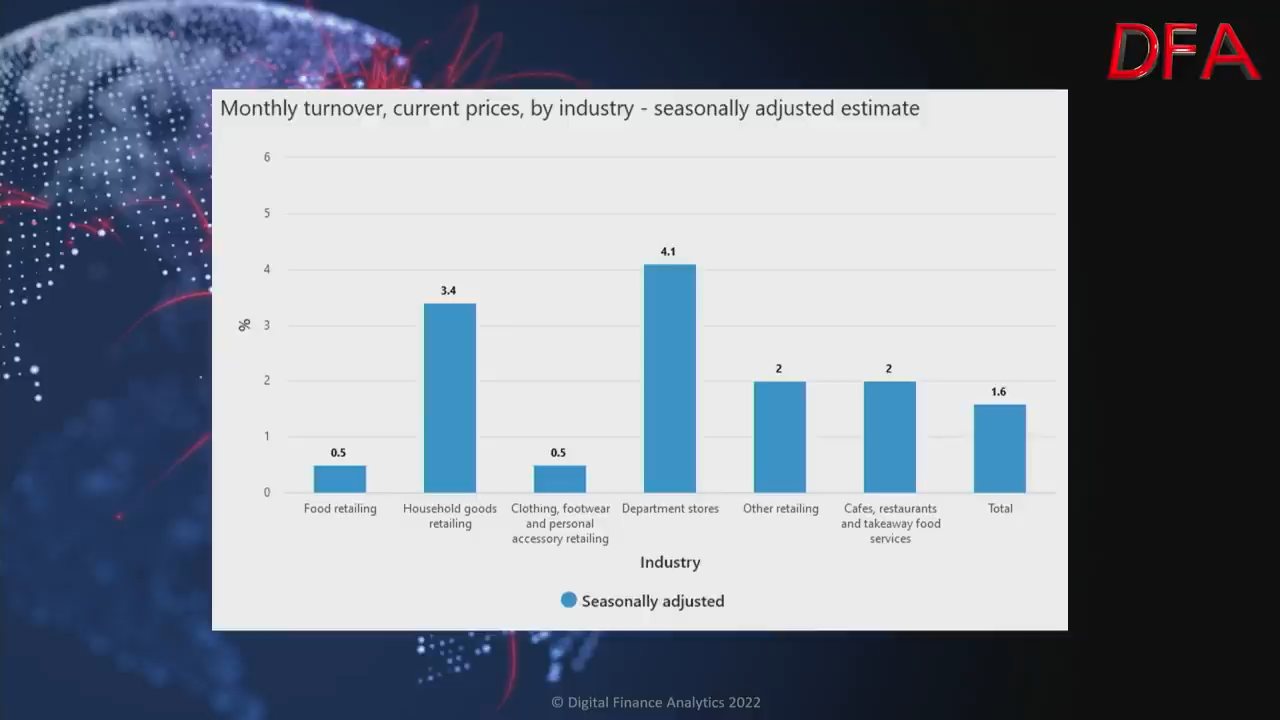 DFA
Monthly turnover, current prices, by industry - seasonally adjusted estimate
6
5
4
3
2
1
0
%
0.5
3.4
0.5
4.1
2
2
1.6
Food retailing
Household goods
retailing
Clothing, footwear
and personal
accessory retailing
Department stores
Other retailing
Cafes, restaurants
and takeaway food
services
Total
Industry
Seasonally adjusted
© Digital Finance Analytics 2022